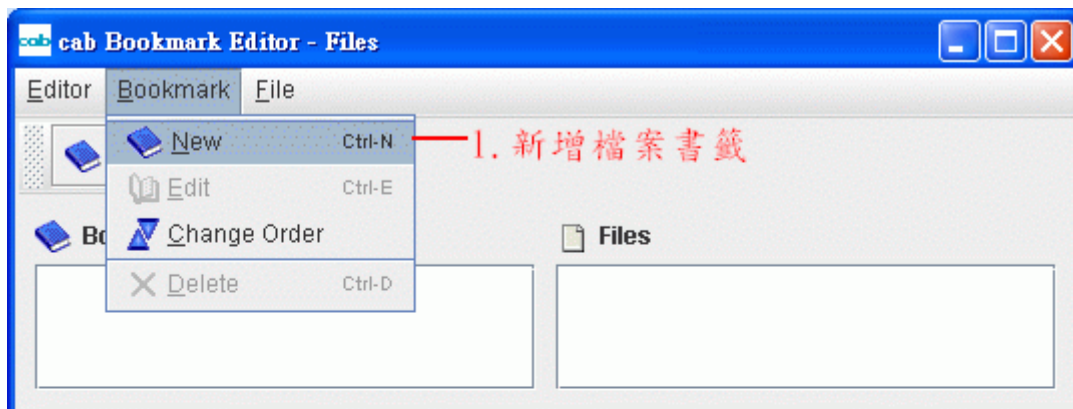 cab cab Bookmark Editor - Files
Editor Bookmark File
New Ctrl-N 1. 新增檔案書籤
Edit Ctrl-E
Change Order
Bo Files
Delete Ctrl-D